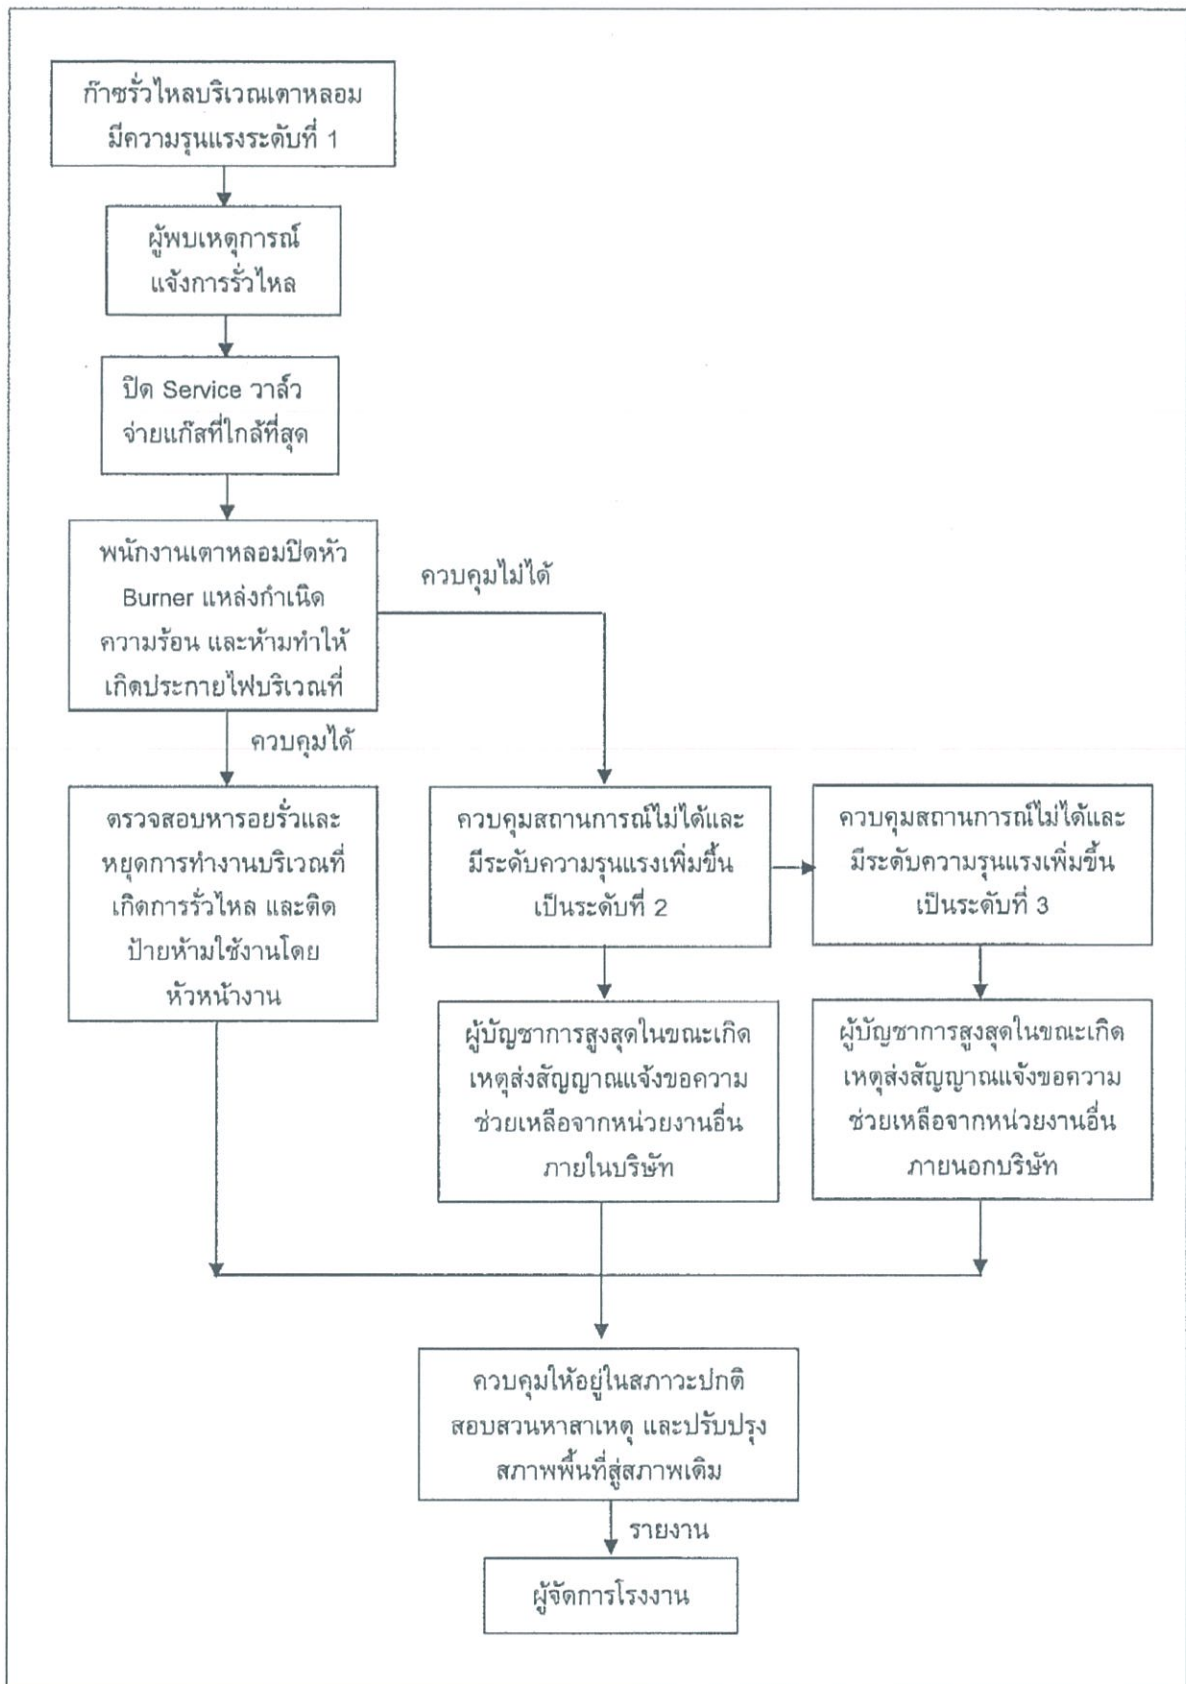 ก๊าซรั่วไหลบริเวณเตาหลอม
มีความรุนแรงระดับที่ 1
ผู้พบเหตุการณ์
แจ้งการรั่วไหล
ปิด Service วาล์ว
จ่ายแก๊สที่ใกล้ที่สุด
พนักงานเตาหลอมปิดหัว
Burner แหล่งกำเนิด
ความร้อน และห้ามทำให้
เกิดประกายไฟบริเวณที่
ควบคุมไม่ได้
ควบคุมได้
ตรวจสอบหารอยรั่วและ
หยุดการทำงานบริเวณที่
เกิดการรั่วไหล และติด
ป้ายห้ามใช้งานโดย
หัวหน้างาน
ควบคุมสถานการณ์ไม่ได้และ
มีระดับความรุนแรงเพิ่มขึ้น
เป็นระดับที่ 2
ควบคุมสถานการณ์ไม่ได้และ
มีระดับความรุนแรงเพิ่มขึ้น
เป็นระดับที่ 3
ผู้บัญชาการสูงสุดในขณะเกิด
เหตุส่งสัญญาณแจ้งขอความ
ช่วยเหลือจากหน่วยงานอื่น
ภายในบริษัท
ผู้บัญชาการสูงสุดในขณะเกิด
เหตุส่งสัญญาณแจ้งขอความ
ช่วยเหลือจากหน่วยงานอื่น
ภายนอกบริษัท
ควบคุมให้อยู่ในสภาวะปกติ
สอบสวนหาสาเหตุ และปรับปรุง
สภาพพื้นที่สู่สภาพเดิม
รายงาน
ผู้จัดการโรงงาน